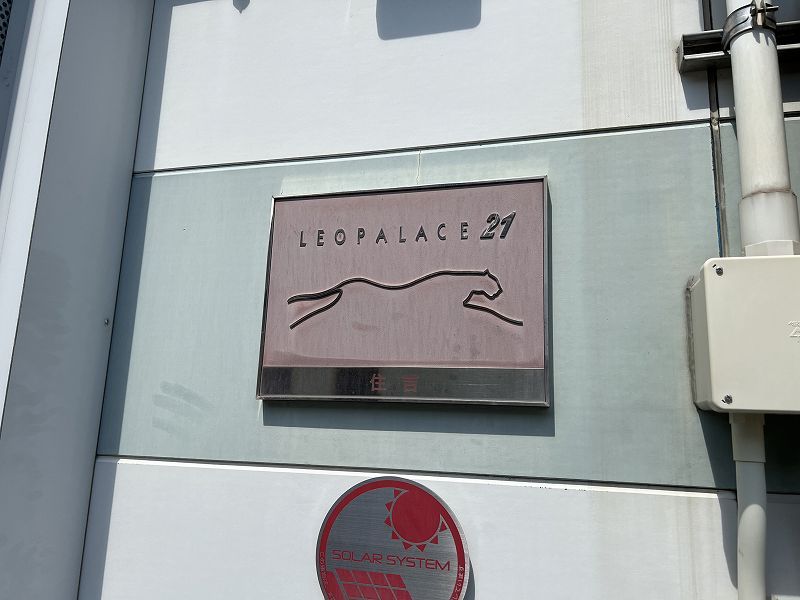 LEOPALACE 21
住吉
SOLAR SYSTEM